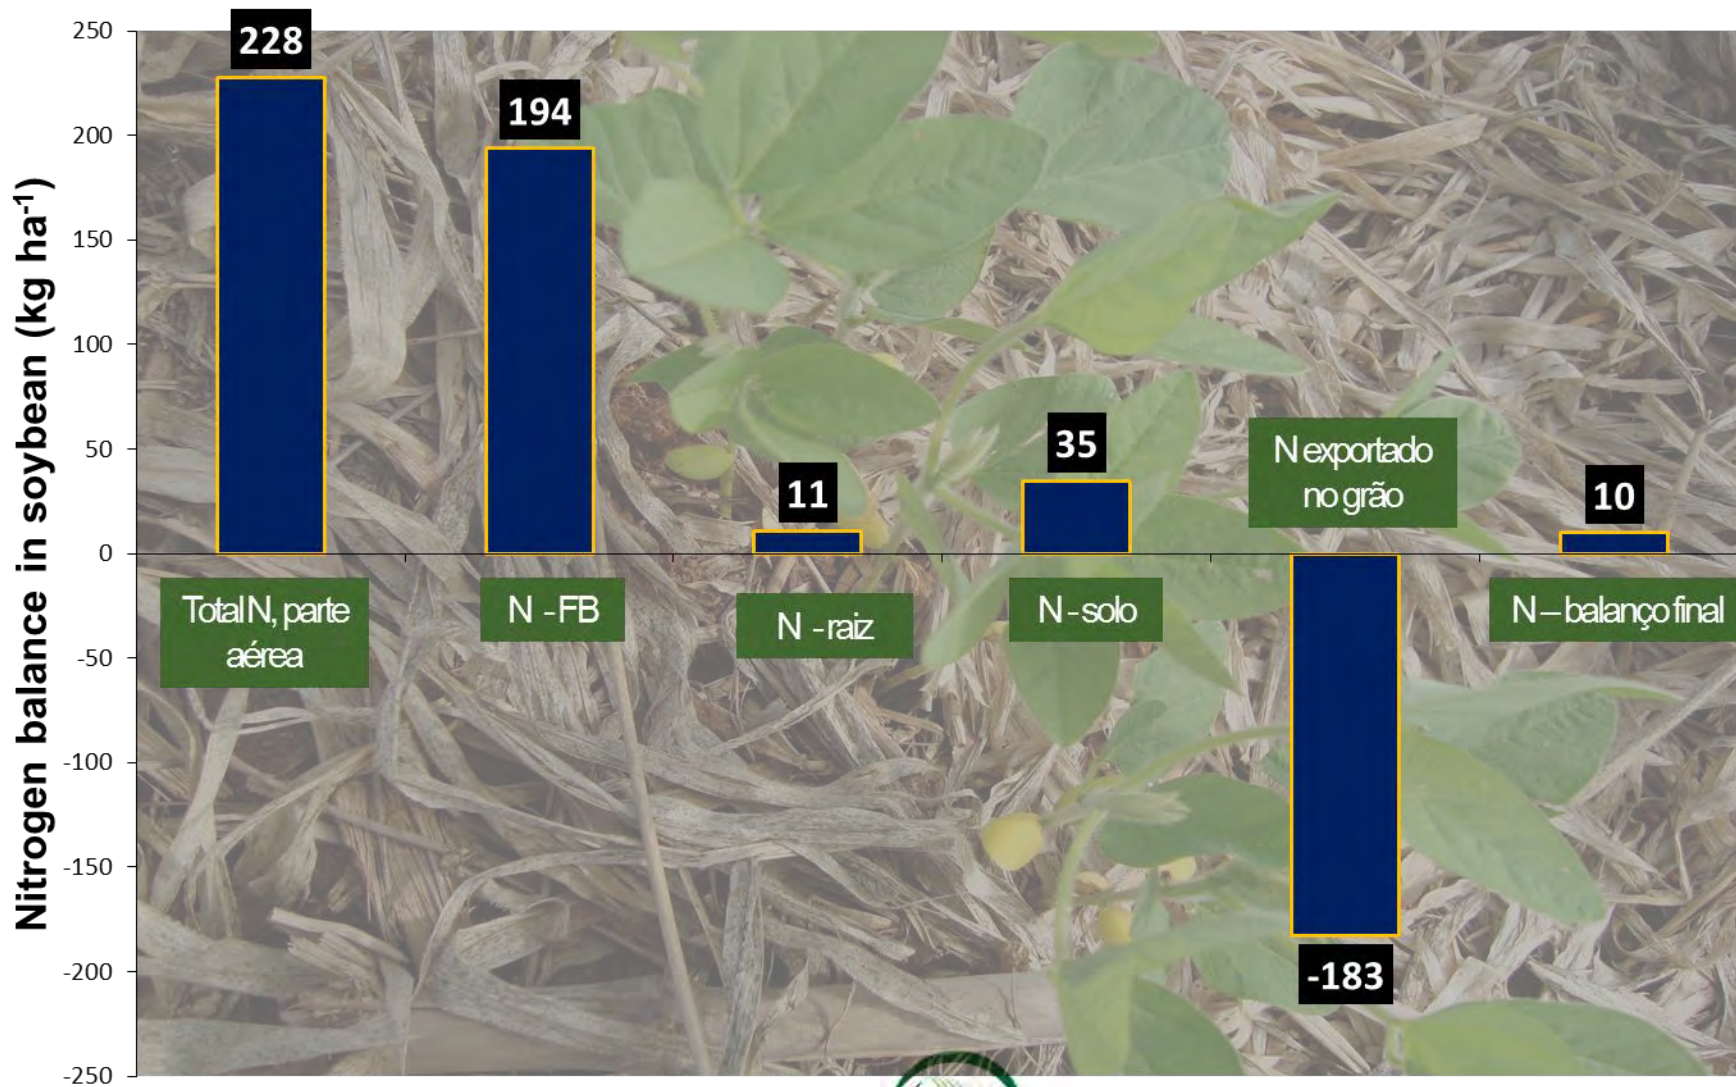 Nitrogen balance in soybean (kg ha-1)
250
200
150
100
50
0
-50
-100
-150
-200
-250
228
194
11
35
-183
10
Total N, parte
aérea
N - FB
N - raiz
N - solo
N exportado
no grão
N – balanço final